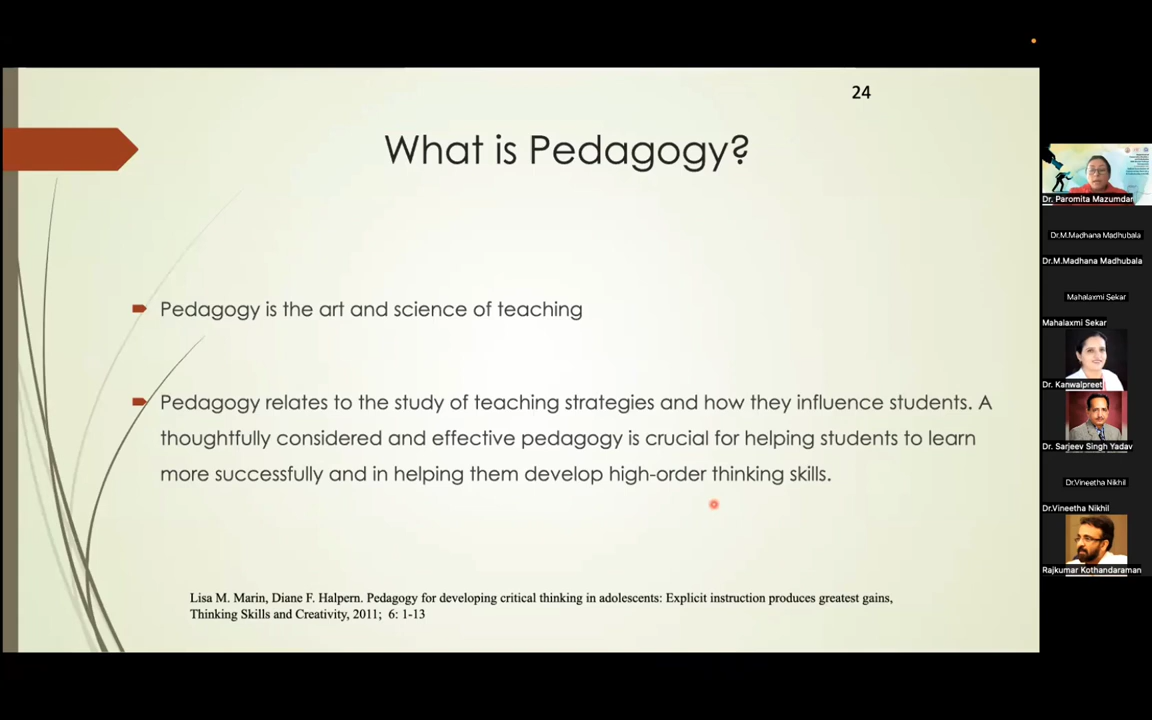 24
What is Pedagogy?
Pedagogy is the art and science of teaching
Pedagogy relates to the study of teaching strategies and how they influence students. A
thoughtfully considered and effective pedagogy is crucial for helping students to learn
more successfully and in helping them develop high-order thinking skills.
Lisa M. Marin, Diane F. Halpern. Pedagogy for developing critical thinking in adolescents: Explicit instruction produces greatest gains,
Thinking Skills and Creativity, 2011; 6: 1-13
Dr. Paromita Mazumdar
Dr.M.Madhana Madhubala
Dr.M.Madhana Madhubala
Mahalaxmi Sekar
Mahalaxmi Sekar
Dr. Kanwalpreet
Dr. Sarjeev Singh Yadav
Dr.Vineetha Nikhil
Dr.Vineetha Nikhil
Rajkumar Kothandaraman